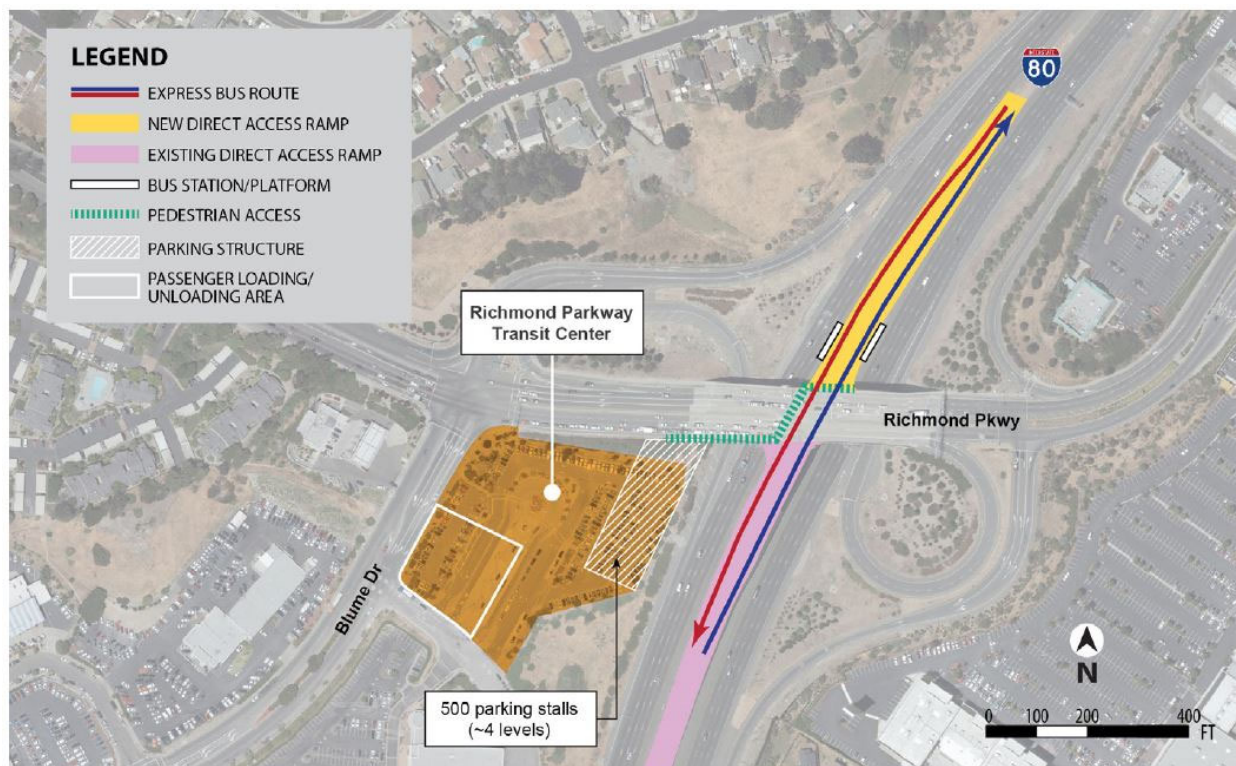 LEGEND
EXPRESS BUS ROUTE
NEW DIRECT ACCESS RAMP
EXISTING DIRECT ACCESS RAMP
BUS STATION/PLATFORM
PEDESTRIAN ACCESS
PARKING STRUCTURE
PASSENGER LOADING/
UNLOADING AREA
INTERSTATE
80
Richmond Parkway
Transit Center
Richmond Pkwy
Blume Dr
500 parking stalls
(~4 levels)
N
0 100 200 400
FT